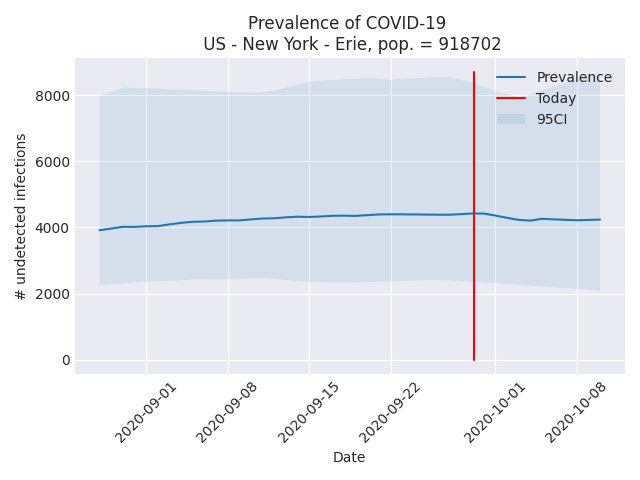 Prevalence of COVID-19
US - New York - Erie, pop. = 918702
Prevalence
Today
95CI
8000
6000
4000
2000
0
# undetected infections
2020-09-01
2020-09-08
2020-09-15
2020-09-22
2020-10-01
2020-10-08
Date